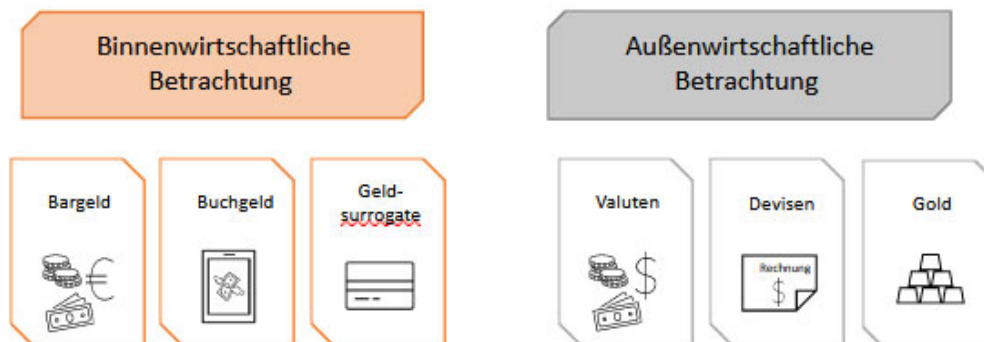 Binnenwirtschaftliche
Betrachtung
Außenwirtschaftliche
Betrachtung
Bargeld
Buchgeld
Geld-
surrogate
Valuten
Devisen
Gold
€
$
Rechnung
$